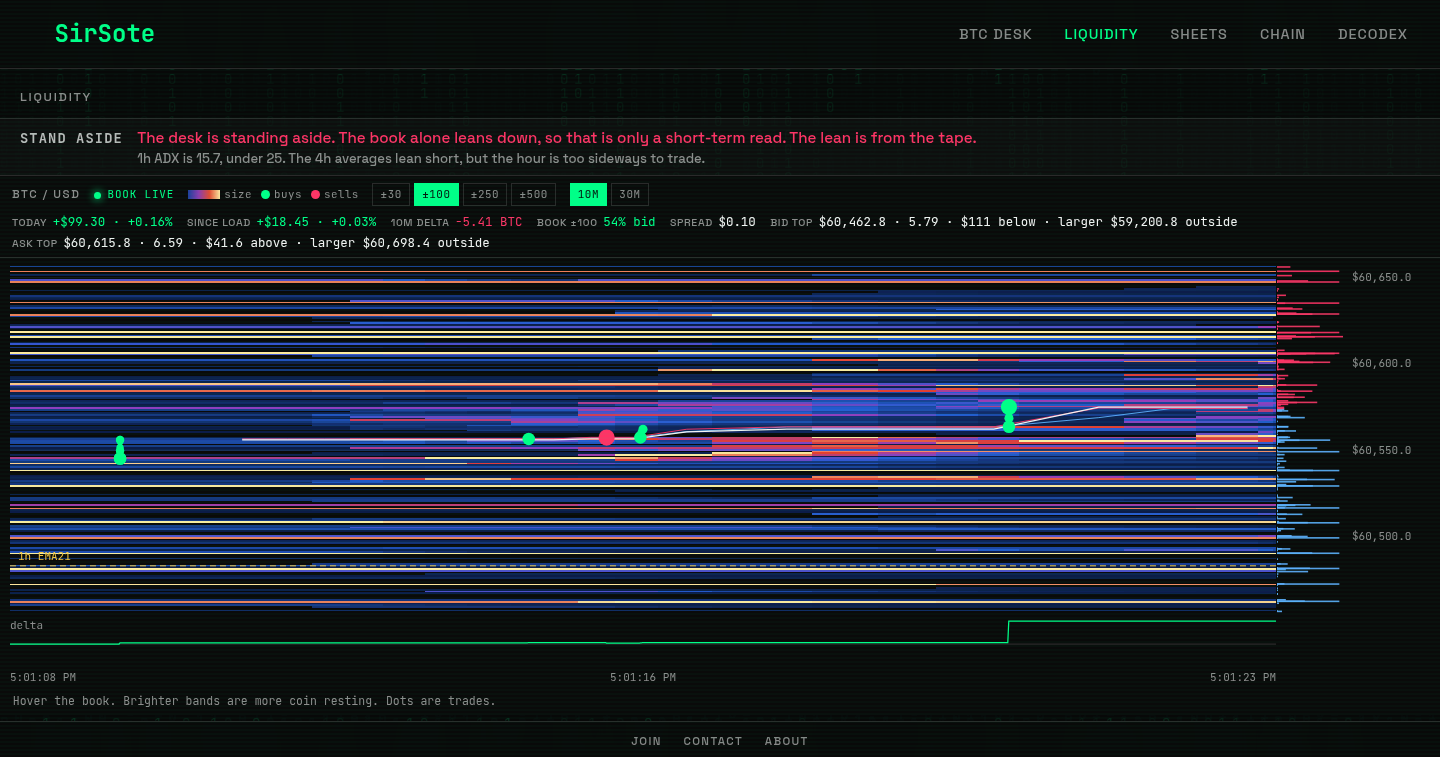 SirSote
BTC DESK LIQUIDITY SHEETS CHAIN DECODEX
LIQUIDITY
STAND ASIDE The desk is standing aside. The book alone leans down, so that is only a short-term read. The lean is from the tape.
1h ADX is 15.7, under 25. The 4h averages lean short, but the hour is too sideways to trade.
BTC / USD BOOK LIVE size buys sells ±30 ±100 ±250 ±500 10M 30M
TODAY +$99.30 · +0.16% SINCE LOAD +$18.45 · +0.03% 10M DELTA -5.41 BTC BOOK ±100 54% bid SPREAD $0.10 BID TOP $60,462.8 · 5.79 · $111 below · larger $59,200.8 outside
ASK TOP $60,615.8 · 6.59 · $41.6 above · larger $60,698.4 outside
$60,650.0
$60,600.0
$60,550.0
$60,500.0
1h EMA21
delta
5:01:08 PM 5:01:16 PM 5:01:23 PM
Hover the book. Brighter bands are more coin resting. Dots are trades.
JOIN CONTACT ABOUT